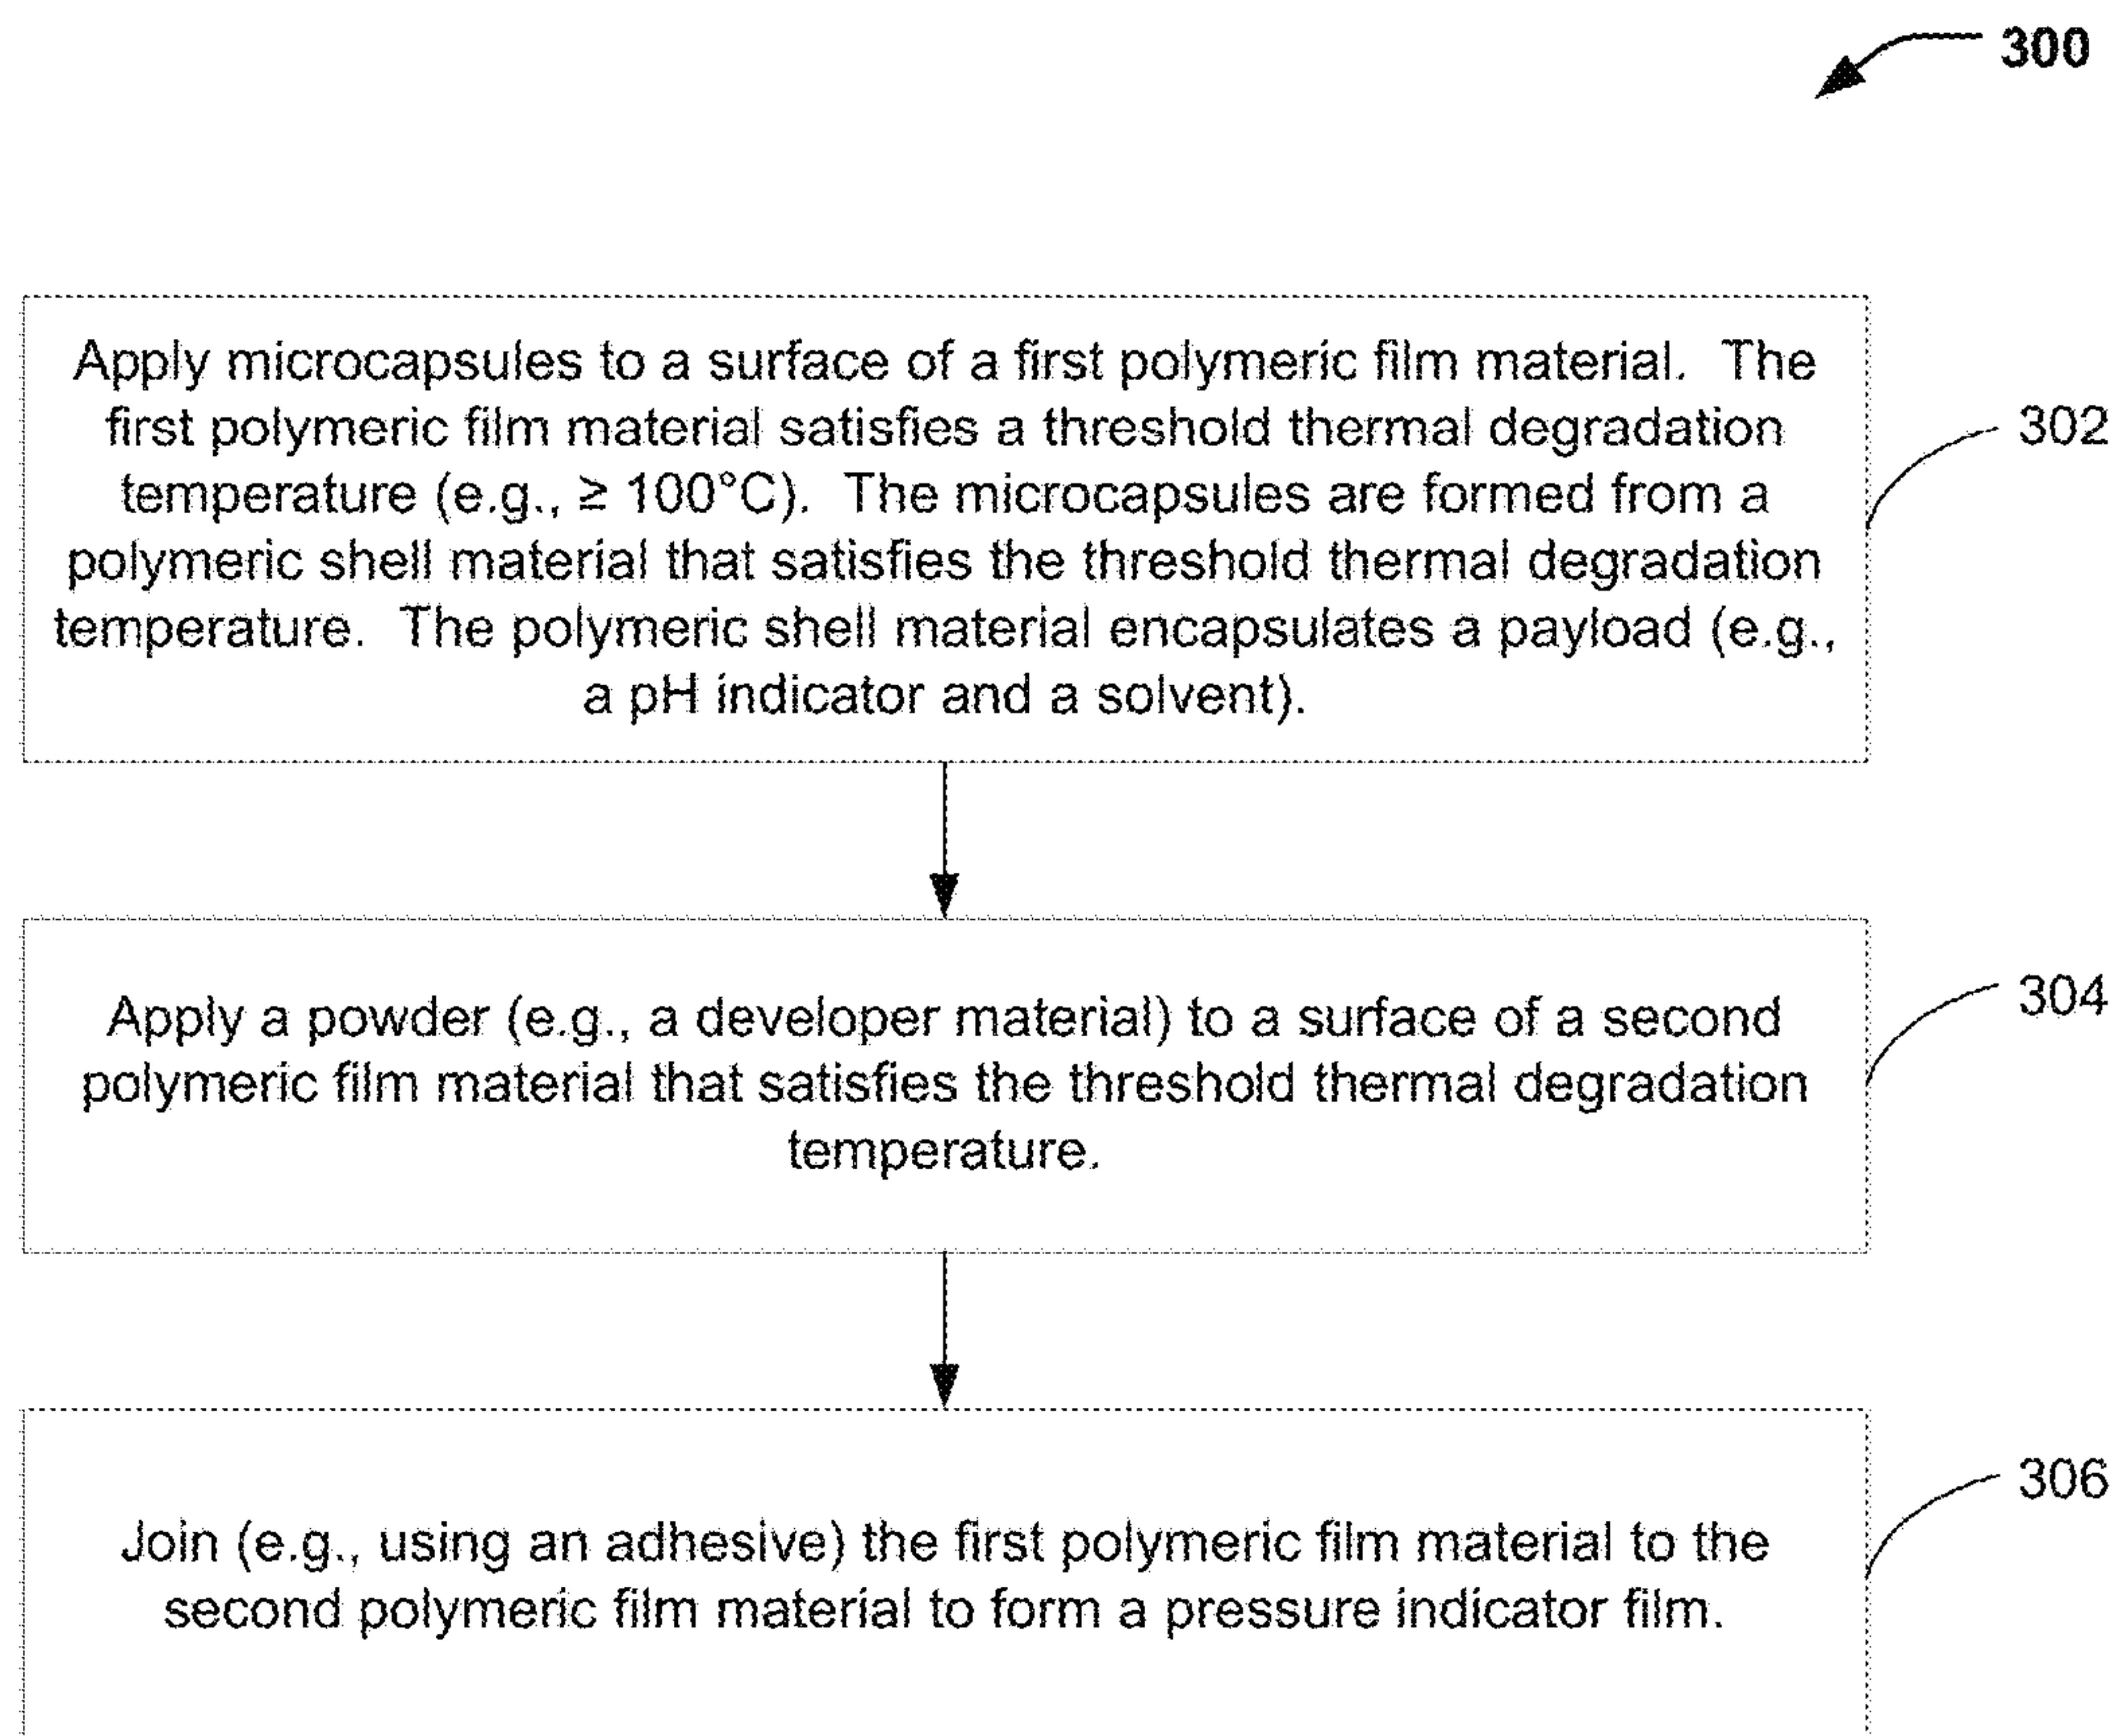 300
Apply microcapsules to a surface of a first polymeric film material.  The
first polymeric film material satisfies a threshold thermal degradation
temperature (e.g., ≥ 100°C).  The microcapsules are formed from a
polymeric shell material that satisfies the threshold thermal degradation
temperature.  The polymeric shell material encapsulates a payload (e.g.,
a pH indicator and a solvent).
302
Apply a powder (e.g., a developer material) to a surface of a second
polymeric film material that satisfies the threshold thermal degradation
temperature.
304
Join (e.g., using an adhesive) the first polymeric film material to the
second polymeric film material to form a pressure indicator film.
306